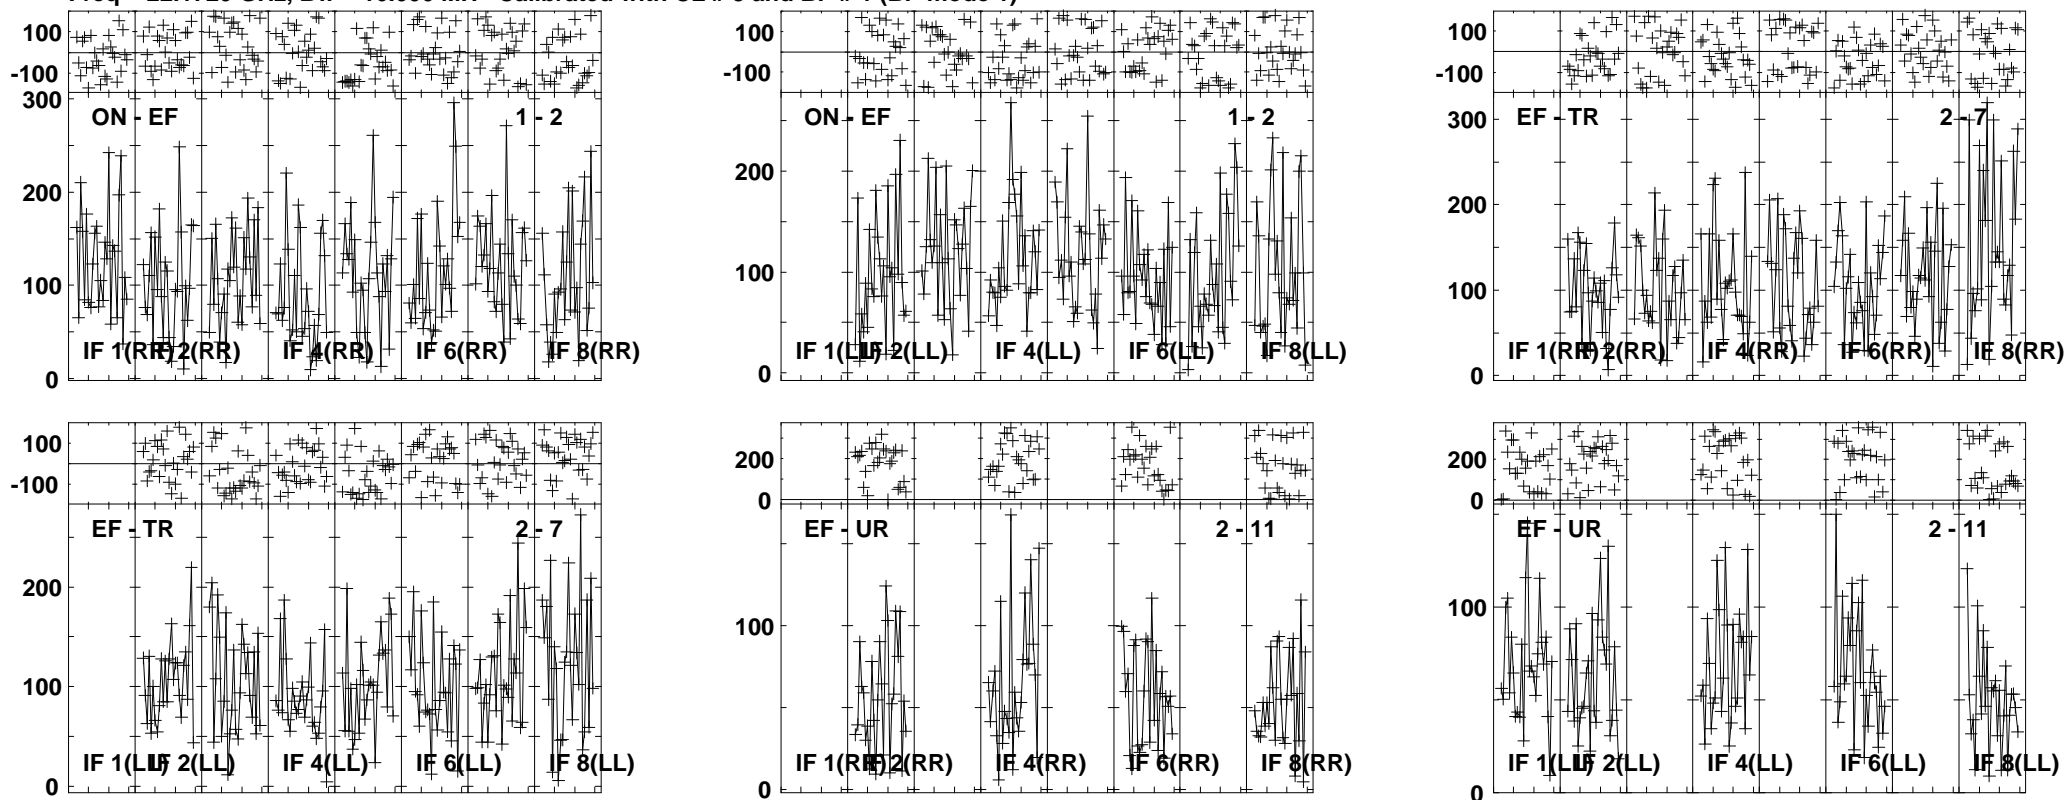 100
-100
300
200
100
0
ON - EF 1 - 2
IF 1(RR) IF 2(RR) IF 4(RR) IF 6(RR) IF 8(RR)
100
-100
200
100
0
ON - EF 1 - 2
IF 1(LL) IF 2(LL) IF 4(LL) IF 6(LL) IF 8(LL)
100
-100
300
200
100
0
EF - TR 2 - 7
IF 1(RR) IF 2(RR) IF 4(RR) IF 6(RR) IF 8(RR)
100
-100
200
100
0
EF - TR 2 - 7
IF 1(LL) IF 2(LL) IF 4(LL) IF 6(LL) IF 8(LL)
200
0
100
0
EF - UR 2 - 11
IF 1(RR) IF 2(RR) IF 4(RR) IF 6(RR) IF 8(RR)
200
0
100
0
EF - UR 2 - 11
IF 1(LL) IF 2(LL) IF 4(LL) IF 6(LL) IF 8(LL)